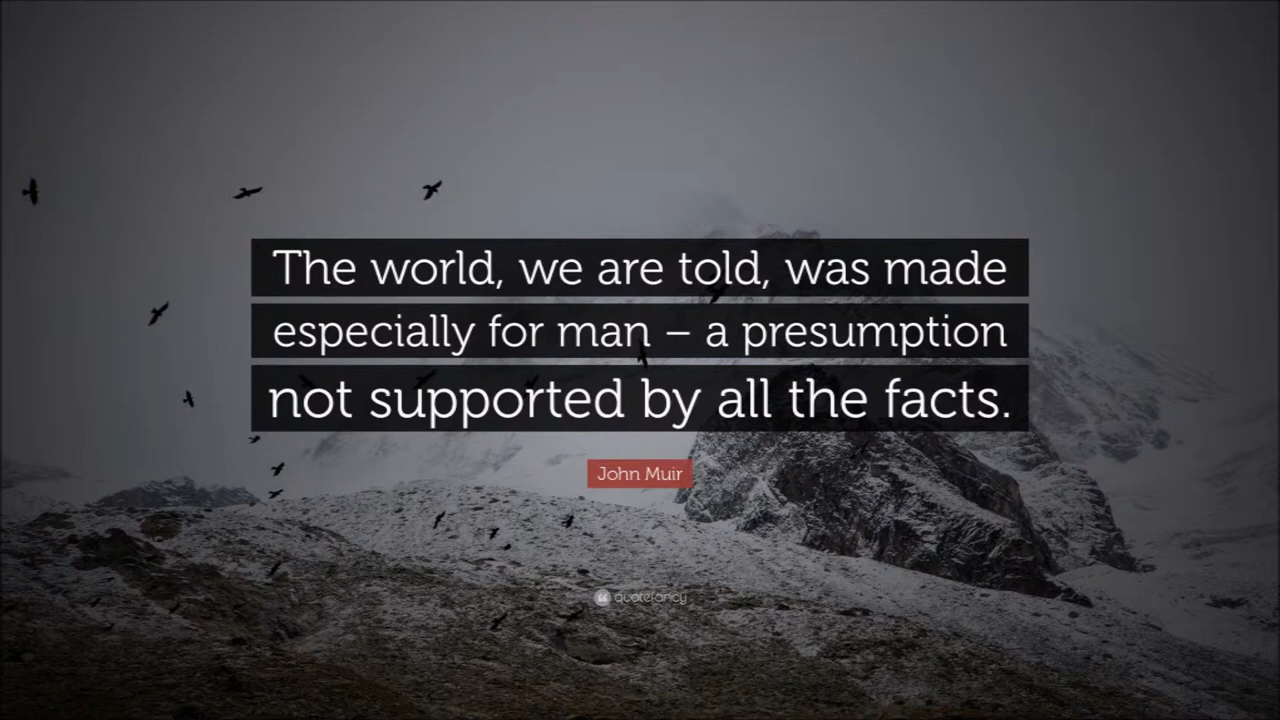 The world, we are told, was made
especially for man – a presumption
not supported by all the facts.
John Muir
quotefancy